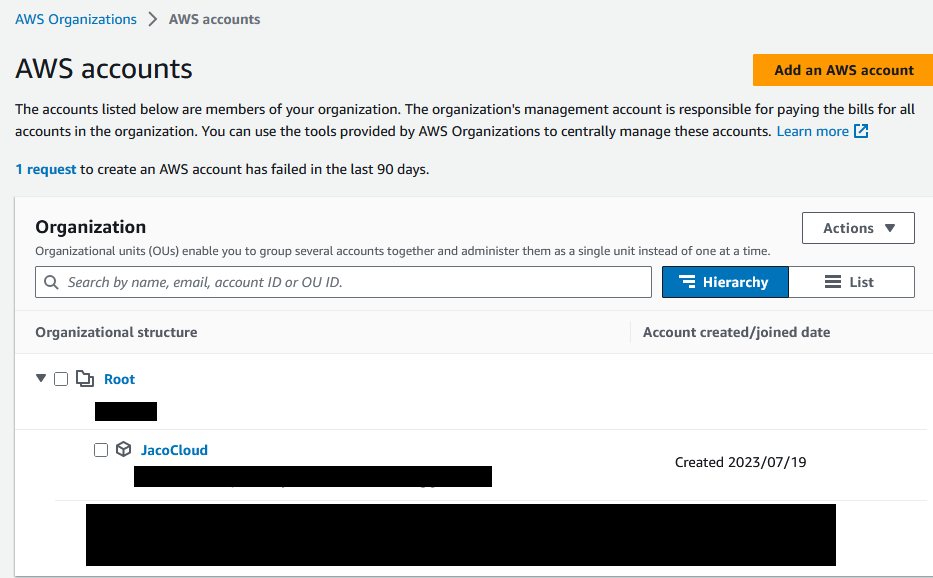 AWS Organizations > AWS accounts
AWS accounts
Add an AWS account
The accounts listed below are members of your organization. The organization's management account is responsible for paying the bills for all
accounts in the organization. You can use the tools provided by AWS Organizations to centrally manage these accounts. Learn more
1 request to create an AWS account has failed in the last 90 days.
Organization
Actions
Organizational units (OUs) enable you to group several accounts together and administer them as a single unit instead of one at a time.
Search by name, email, account ID or OU ID.
Hierarchy
List
Organizational structure
Account created/joined date
Root
JacoCloud
Created 2023/07/19